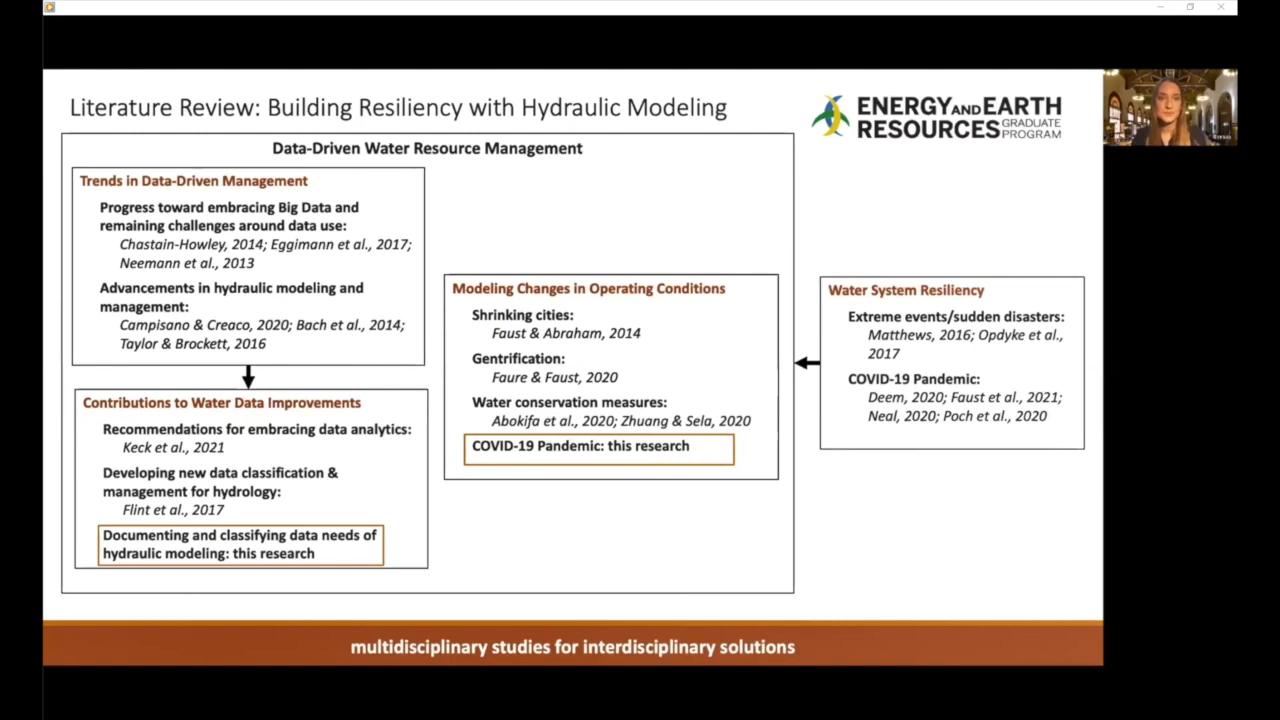 Literature Review: Building Resiliency with Hydraulic Modeling
ENERGY AND EARTH
RESOURCES GRADUATE PROGRAM
Data-Driven Water Resource Management
Trends in Data-Driven Management
Progress toward embracing Big Data and
remaining challenges around data use:
Chastain-Howley, 2014; Eggimann et al., 2017;
Neemann et al., 2013
Advancements in hydraulic modeling and
management:
Campisano & Creaco, 2020; Bach et al., 2014;
Taylor & Brockett, 2016
Contributions to Water Data Improvements
Recommendations for embracing data analytics:
Keck et al., 2021
Developing new data classification &
management for hydrology:
Flint et al., 2017
Documenting and classifying data needs of
hydraulic modeling: this research
Modeling Changes in Operating Conditions
Shrinking cities:
Faust & Abraham, 2014
Gentrification:
Faure & Faust, 2020
Water conservation measures:
Abokifa et al., 2020; Zhuang & Sela, 2020
COVID-19 Pandemic: this research
Water System Resiliency
Extreme events/sudden disasters:
Matthews, 2016; Opdyke et al.,
2017
COVID-19 Pandemic:
Deem, 2020; Faust et al., 2021;
Neal, 2020; Poch et al., 2020
multidisciplinary studies for interdisciplinary solutions